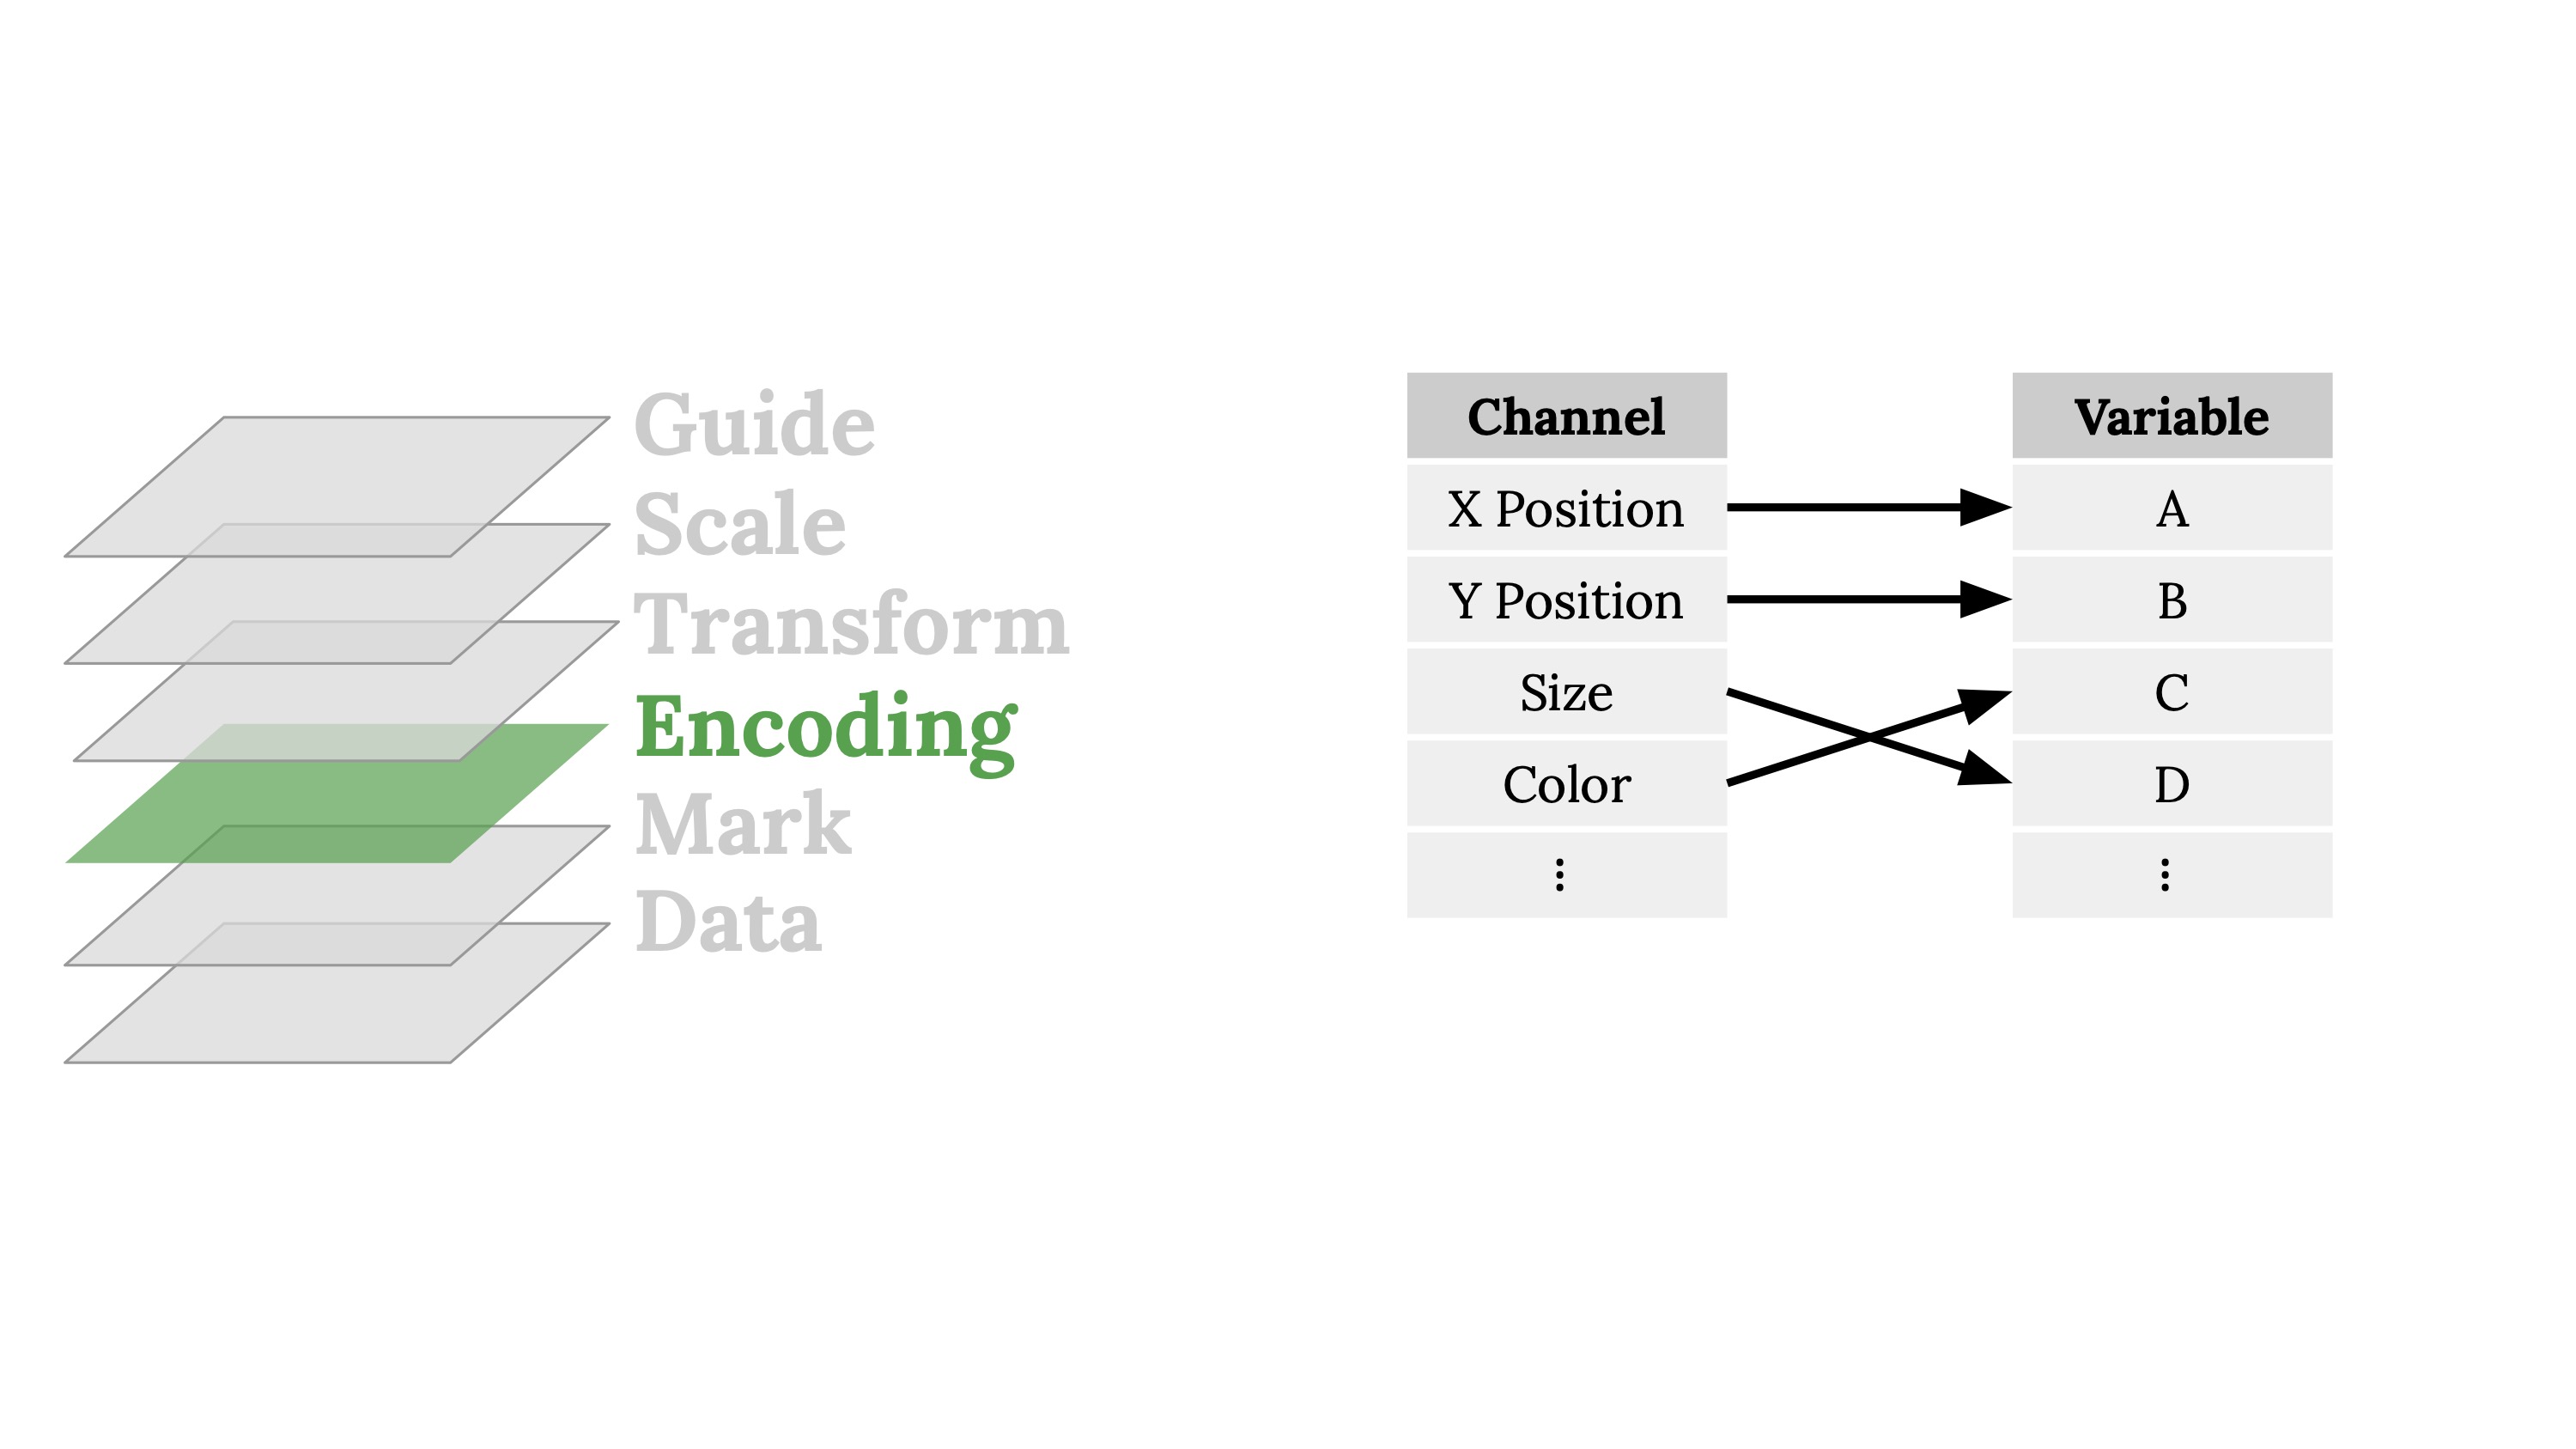 Guide
Scale
Transform
Encoding
Mark
Data
Channel Variable
X Position A
Y Position B
Size C
Color D
⋮ ⋮